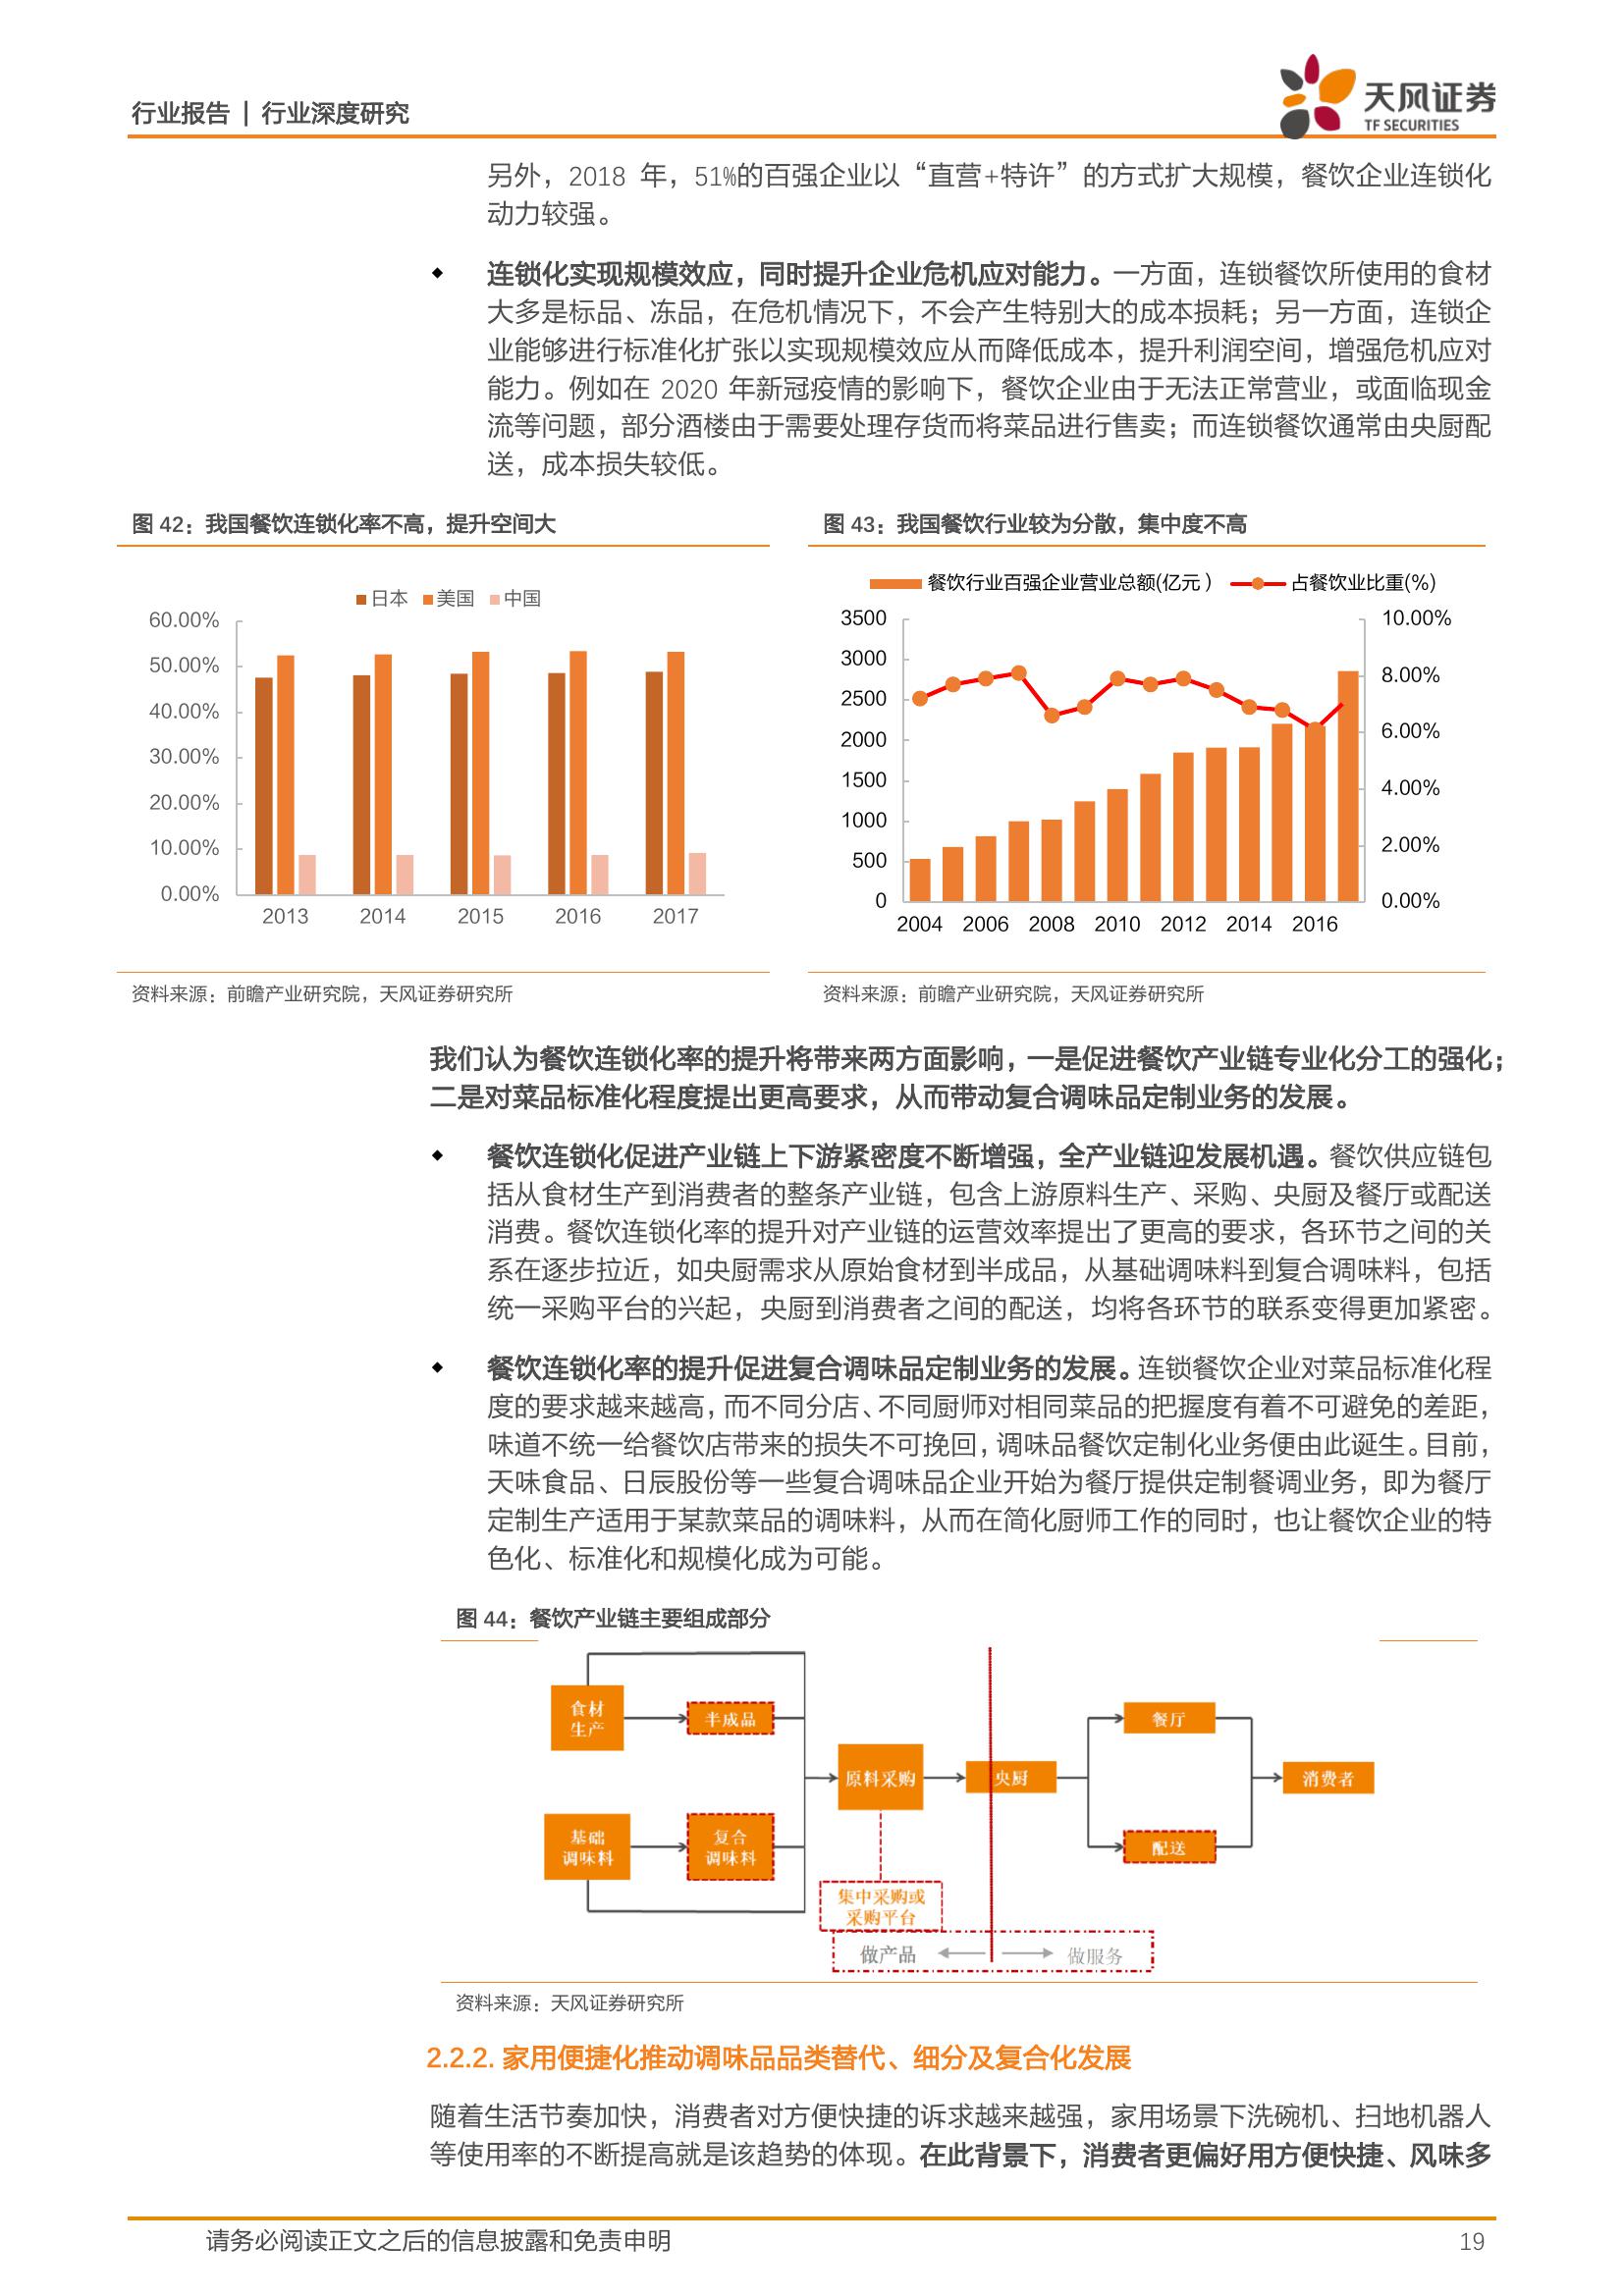 行业报告 | 行业深度研究
天风证券
TF SECURITIES
另外，2018 年，51%的百强企业以“直营+特许”的方式扩大规模，餐饮企业连锁化
动力较强。
连锁化实现规模效应，同时提升企业危机应对能力。一方面，连锁餐饮所使用的食材
大多是标品、冻品，在危机情况下，不会产生特别大的成本损耗；另一方面，连锁企
业能够进行标准化扩张以实现规模效应从而降低成本，提升利润空间，增强危机应对
能力。例如在 2020 年新冠疫情的影响下，餐饮企业由于无法正常营业，或面临现金
流等问题，部分酒楼由于需要处理存货而将菜品进行售卖；而连锁餐饮通常由央厨配
送，成本损失较低。
图 42：我国餐饮连锁化率不高，提升空间大
日本 美国 中国
60.00%
50.00%
40.00%
30.00%
20.00%
10.00%
0.00%
2013 2014 2015 2016 2017
资料来源：前瞻产业研究院，天风证券研究所
图 43：我国餐饮行业较为分散，集中度不高
餐饮行业百强企业营业总额(亿元 ) 占餐饮业比重(%)
3500
3000
2500
2000
1500
1000
500
0
10.00%
8.00%
6.00%
4.00%
2.00%
0.00%
2004 2006 2008 2010 2012 2014 2016
资料来源：前瞻产业研究院，天风证券研究所
我们认为餐饮连锁化率的提升将带来两方面影响，一是促进餐饮产业链专业化分工的强化；
二是对菜品标准化程度提出更高要求，从而带动复合调味品定制业务的发展。
餐饮连锁化促进产业链上下游紧密度不断增强，全产业链迎发展机遇。餐饮供应链包
括从食材生产到消费者的整条产业链，包含上游原料生产、采购、央厨及餐厅或配送
消费。餐饮连锁化率的提升对产业链的运营效率提出了更高的要求，各环节之间的关
系在逐步拉近，如央厨需求从原始食材到半成品，从基础调味料到复合调味料，包括
统一采购平台的兴起，央厨到消费者之间的配送，均将各环节的联系变得更加紧密。
餐饮连锁化率的提升促进复合调味品定制业务的发展。连锁餐饮企业对菜品标准化程
度的要求越来越高，而不同分店、不同厨师对相同菜品的把握度有着不可避免的差距，
味道不统一给餐饮店带来的损失不可挽回，调味品餐饮定制化业务便由此诞生。目前，
天味食品、日辰股份等一些复合调味品企业开始为餐厅提供定制餐调业务，即为餐厅
定制生产适用于某款菜品的调味料，从而在简化厨师工作的同时，也让餐饮企业的特
色化、标准化和规模化成为可能。
图 44：餐饮产业链主要组成部分
食材
生产
半成品
基础
调味料
复合
调味料
原料采购
央厨
餐厅
配送
消费者
集中采购或
采购平台
做产品
做服务
资料来源：天风证券研究所
2.2.2. 家用便捷化推动调味品品类替代、细分及复合化发展
随着生活节奏加快，消费者对方便快捷的诉求越来越强，家用场景下洗碗机、扫地机器人
等使用率的不断提高就是该趋势的体现。在此背景下，消费者更偏好用方便快捷、风味多
请务必阅读正文之后的信息披露和免责申明
19